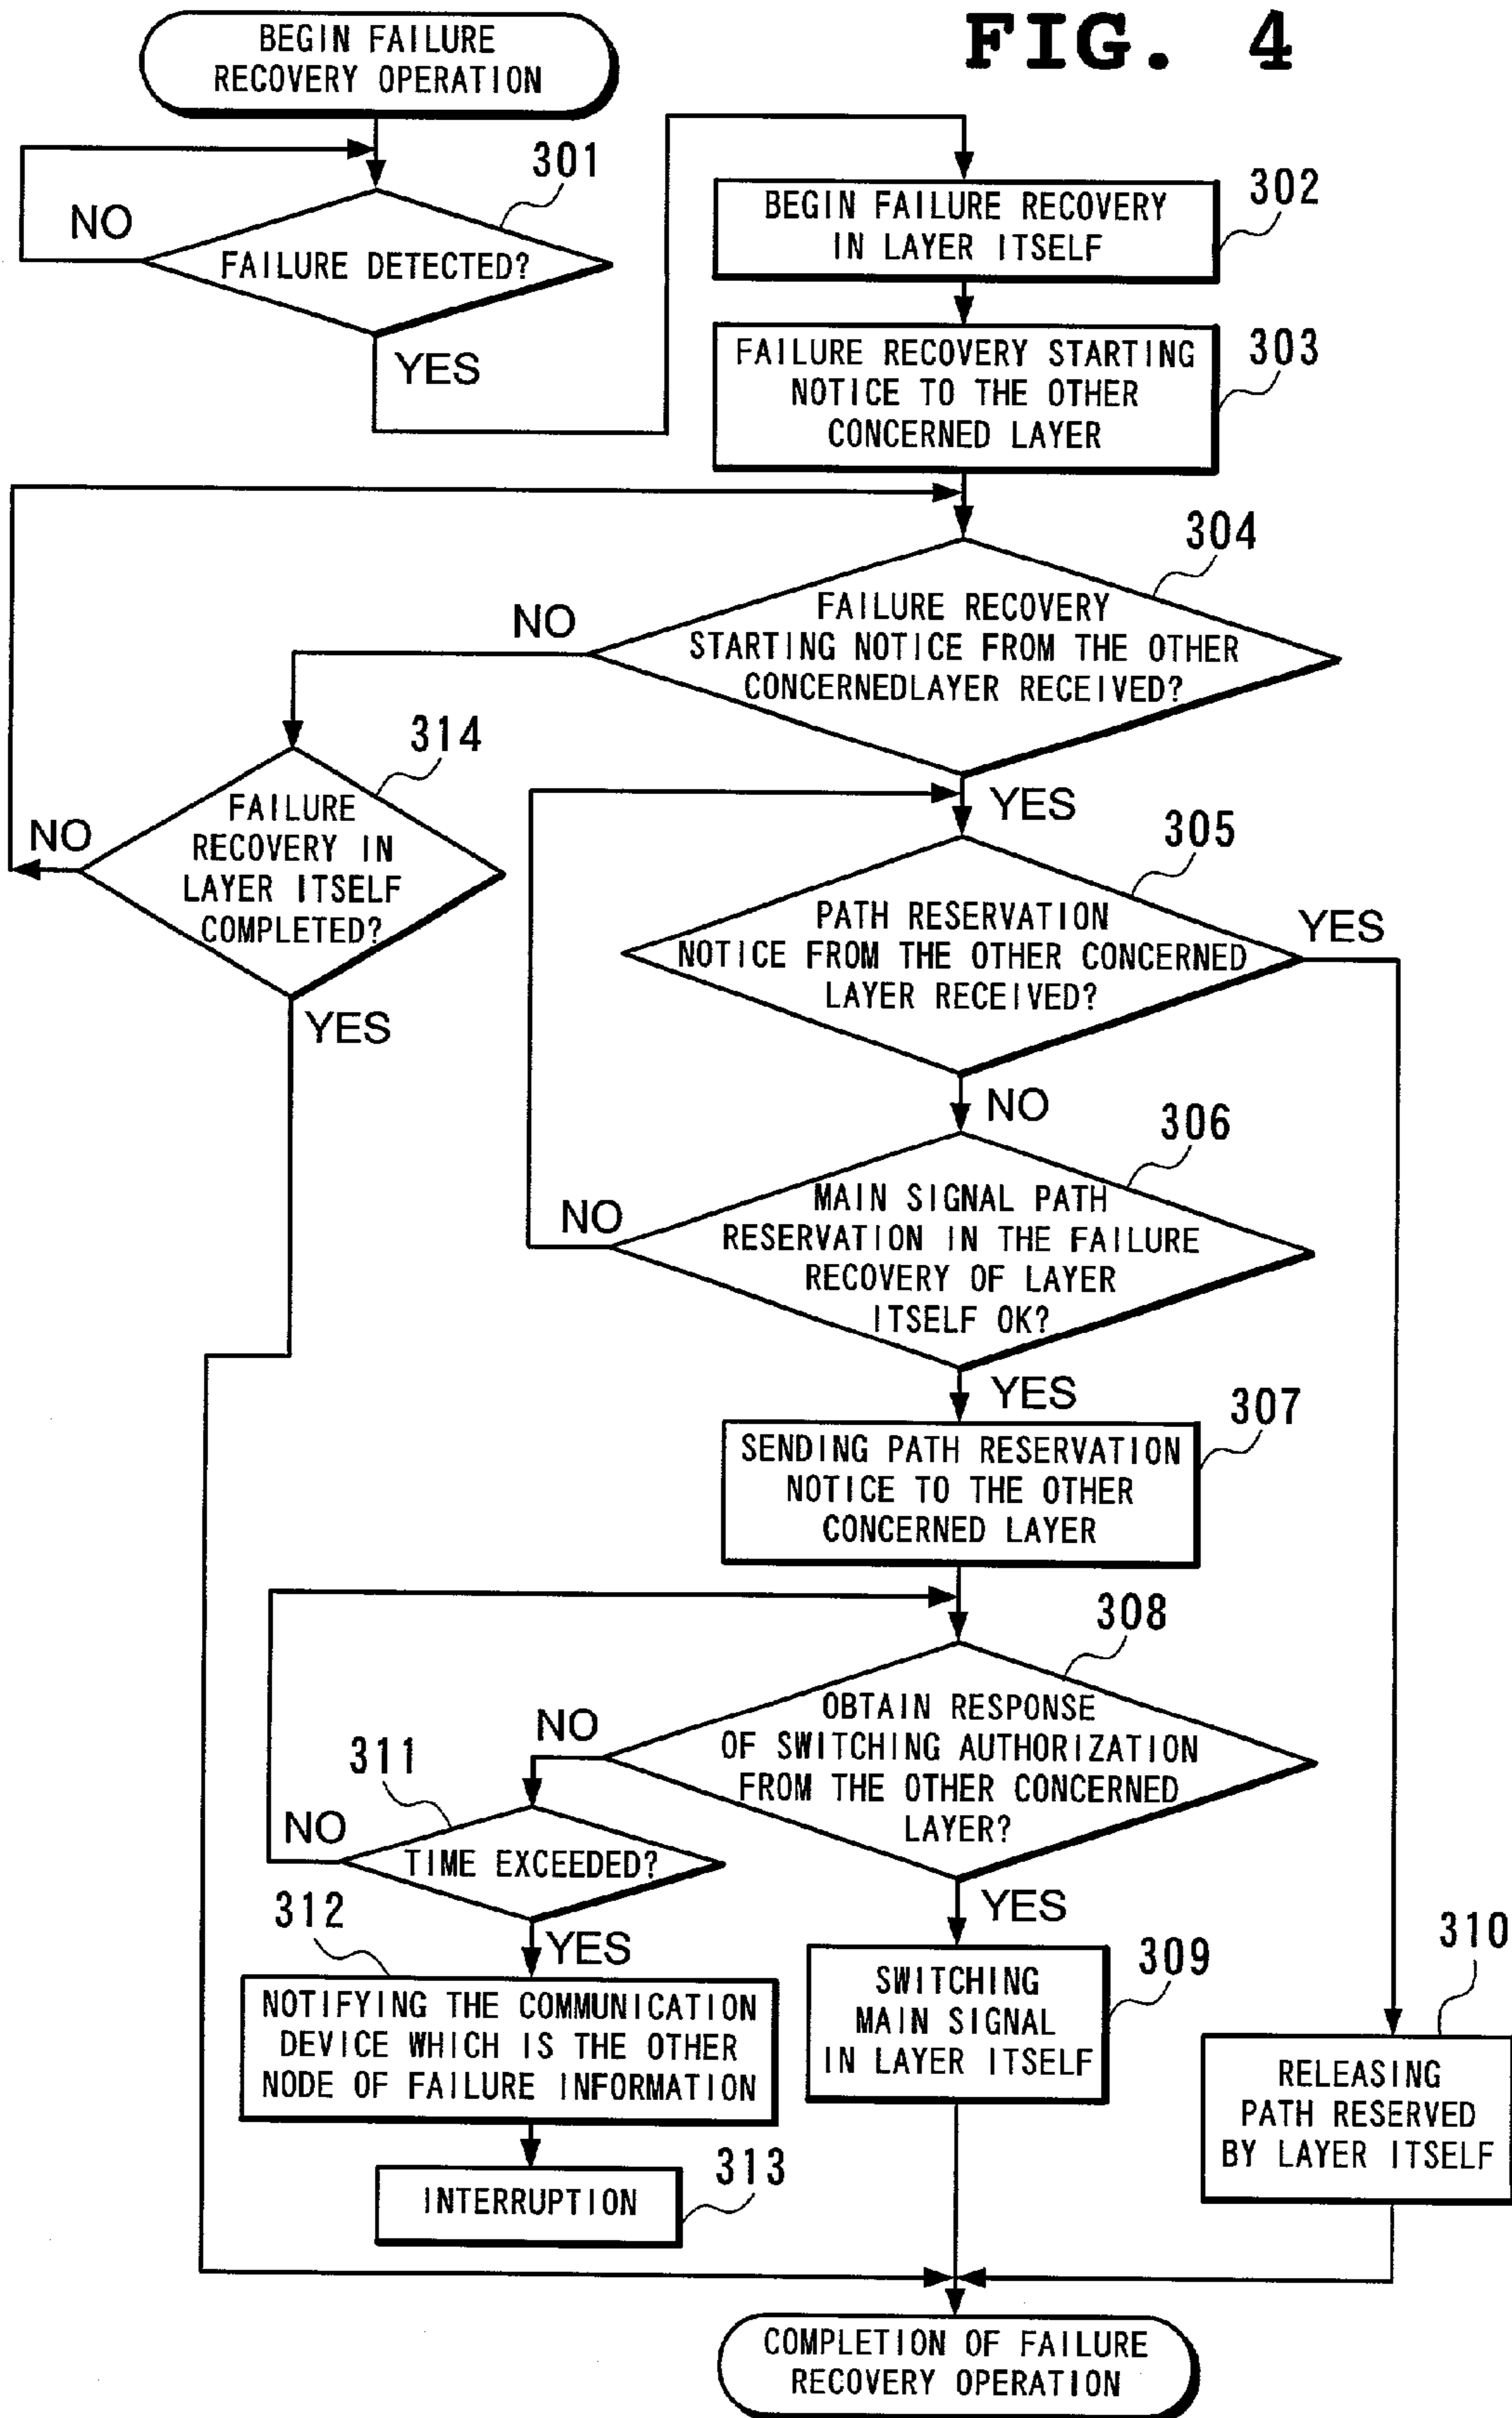 FIG. 4
BEGIN FAILURE
RECOVERY OPERATION
301
NO
FAILURE DETECTED?
YES
302
BEGIN FAILURE RECOVERY
IN LAYER ITSELF
303
FAILURE RECOVERY STARTING
NOTICE TO THE OTHER
CONCERNED LAYER
304
NO
FAILURE RECOVERY
STARTING NOTICE FROM THE OTHER
CONCERNEDLAYER RECEIVED?
YES
314
NO
FAILURE
RECOVERY IN
LAYER ITSELF
COMPLETED?
YES
305
PATH RESERVATION
NOTICE FROM THE OTHER CONCERNED
LAYER RECEIVED?
YES
NO
306
NO
MAIN SIGNAL PATH
RESERVATION IN THE FAILURE
RECOVERY OF LAYER
ITSELF OK?
YES
307
SENDING PATH RESERVATION
NOTICE TO THE OTHER
CONCERNED LAYER
308
NO
OBTAIN RESPONSE
OF SWITCHING AUTHORIZATION
FROM THE OTHER CONCERNED
LAYER?
YES
311
NO
TIME EXCEEDED?
YES
312
NOTIFYING THE COMMUNICATION
DEVICE WHICH IS THE OTHER
NODE OF FAILURE INFORMATION
309
SWITCHING
MAIN SIGNAL
IN LAYER ITSELF
310
RELEASING
PATH RESERVED
BY LAYER ITSELF
313
INTERRUPTION
COMPLETION OF FAILURE
RECOVERY OPERATION